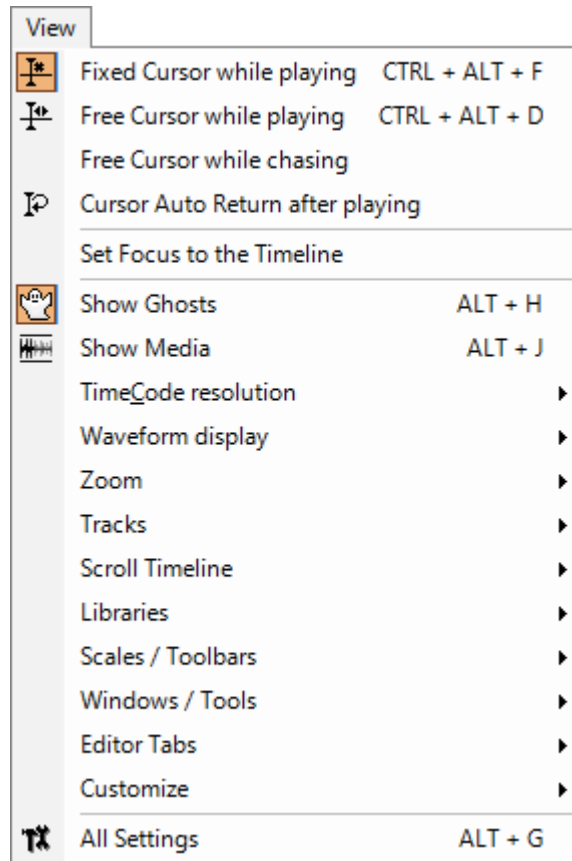 View
Fixed Cursor while playing CTRL + ALT + F
Free Cursor while playing CTRL + ALT + D
Free Cursor while chasing
Cursor Auto Return after playing
Set Focus to the Timeline
Show Ghosts ALT + H
Show Media ALT + J
TimeCode resolution
Waveform display
Zoom
Tracks
Scroll Timeline
Libraries
Scales / Toolbars
Windows / Tools
Editor Tabs
Customize
All Settings ALT + G